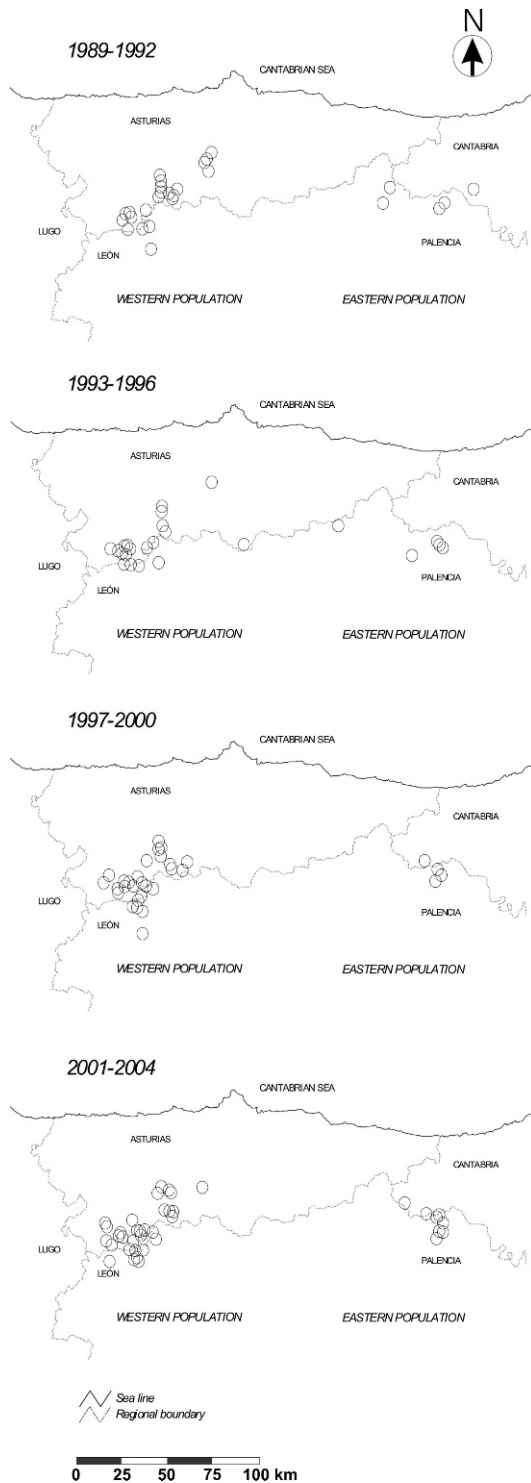 N
1989-1992
CANTABRIAN SEA
ASTURIAS
CANTABRIA
LUGO
LEÓN
PALENCIA
WESTERN POPULATION EASTERN POPULATION
1993-1996
CANTABRIAN SEA
ASTURIAS
CANTABRIA
LUGO
LEÓN
PALENCIA
WESTERN POPULATION EASTERN POPULATION
1997-2000
CANTABRIAN SEA
ASTURIAS
CANTABRIA
LUGO
LEÓN
PALENCIA
WESTERN POPULATION EASTERN POPULATION
2001-2004
CANTABRIAN SEA
ASTURIAS
CANTABRIA
LUGO
LEÓN
PALENCIA
WESTERN POPULATION EASTERN POPULATION
Sea line
Regional boundary
0 25 50 75 100 km